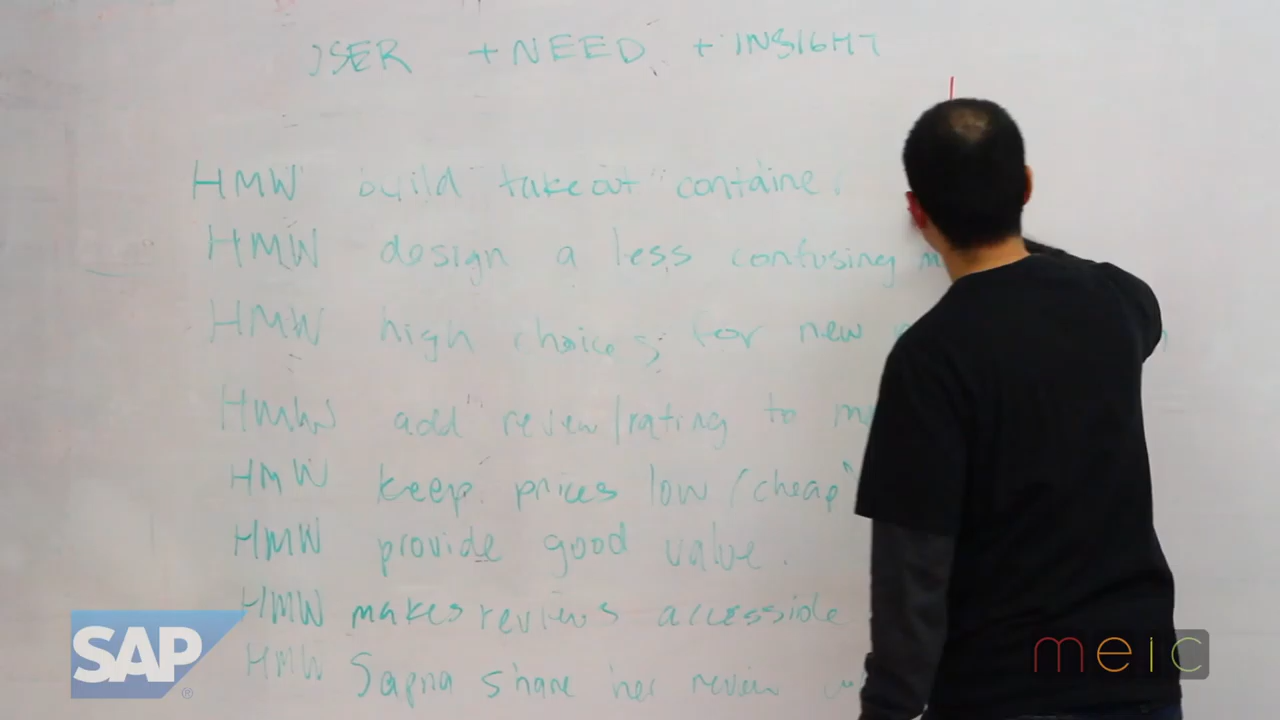 USER + NEED + INSIGHT
HMW build "takeout" containe
HMW design a less confusing m
HMW high choices for new
HMW add review/rating to m
HMW keep prices low (cheap"
HMW provide good value.
HMW makes reviews accessible
HMW Sapna share her review
SAP®
meic